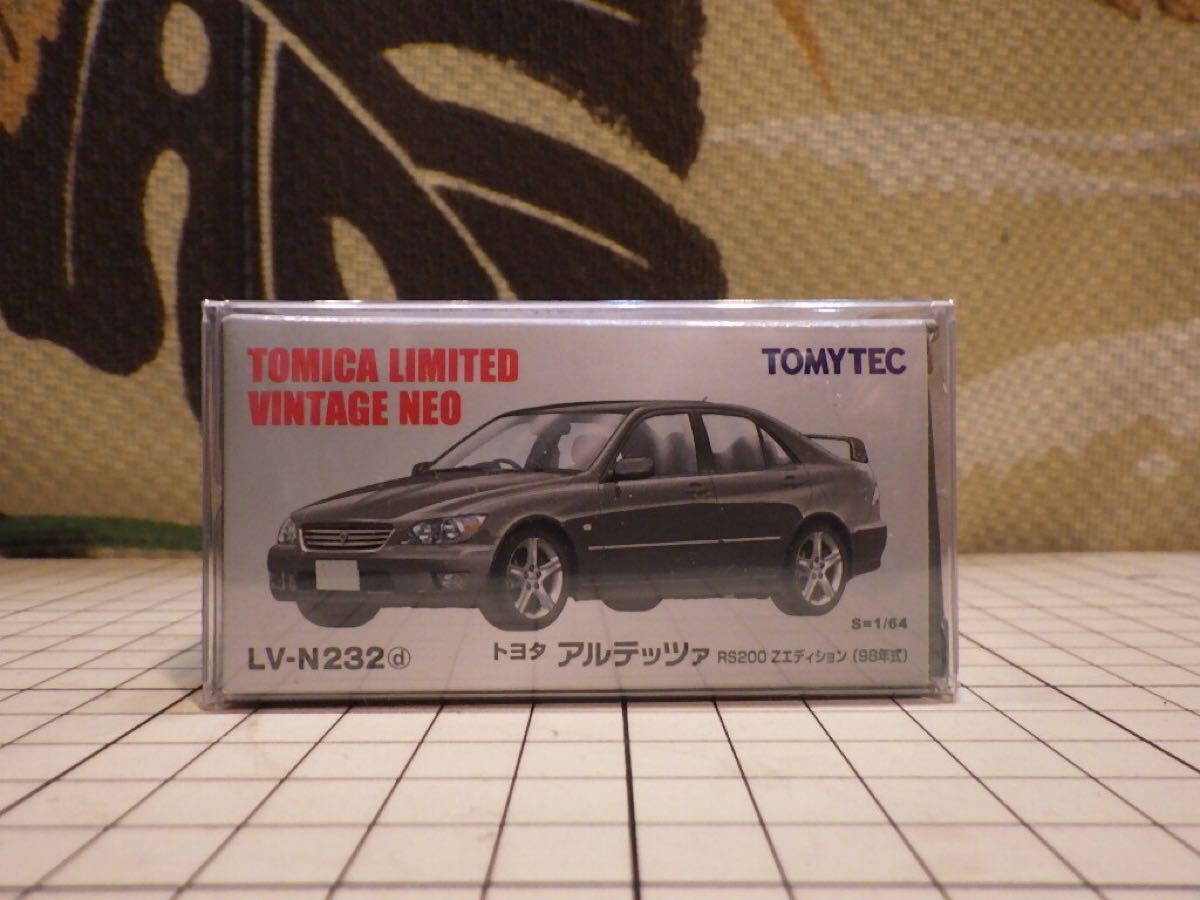 TOMICA LIMITED
VINTAGE NEO
TOMYTEC
S=1/64
LV-N232ⓓ
トヨタ アルテッツァ RS200 Zエディション (98年式)